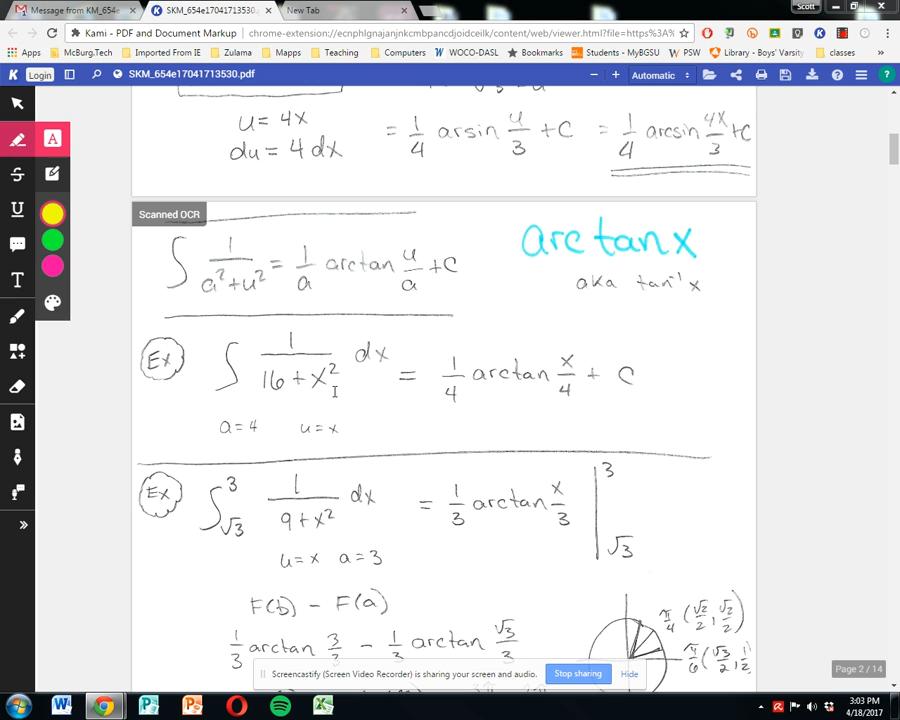 Scott
Message from KM_654e
SKM_654e17041713530.
New Tab
Kami - PDF and Document Markup
chrome-extension://ecnphlgnajanjnkcmbpancdjoidceilk/content/web/viewer.html?file=https%3A%
Apps McBurg.Tech Imported From IE Zulama Maps Teaching Computers WOCO-DASL Bookmarks Students - MyBGSU PSW Library - Boys' Varsity classes
Login SKM_654e17041713530.pdf Automatic
u = 4x
du = 4 dx
= 1/4 arsin u/3 + C = 1/4 arcsin 4x/3 + C
Scanned OCR
∫ 1/(a²+u²) = 1/a arctan u/a + C
arctan x
aka tan⁻¹ x
Ex ∫ 1/(16+x²) dx = 1/4 arctan x/4 + C
a=4 u=x
Ex ∫_√3^3 1/(9+x²) dx = 1/3 arctan x/3 |_√3^3
u=x a=3
F(b) - F(a)
1/3 arctan 3/3 - 1/3 arctan √3/3
π/4 (√2/2, √2/2)
π/6 (√3/2, 1/2
Screencastify (Screen Video Recorder) is sharing your screen and audio. Stop sharing Hide
Page 2 / 14
3:03 PM
4/18/2017